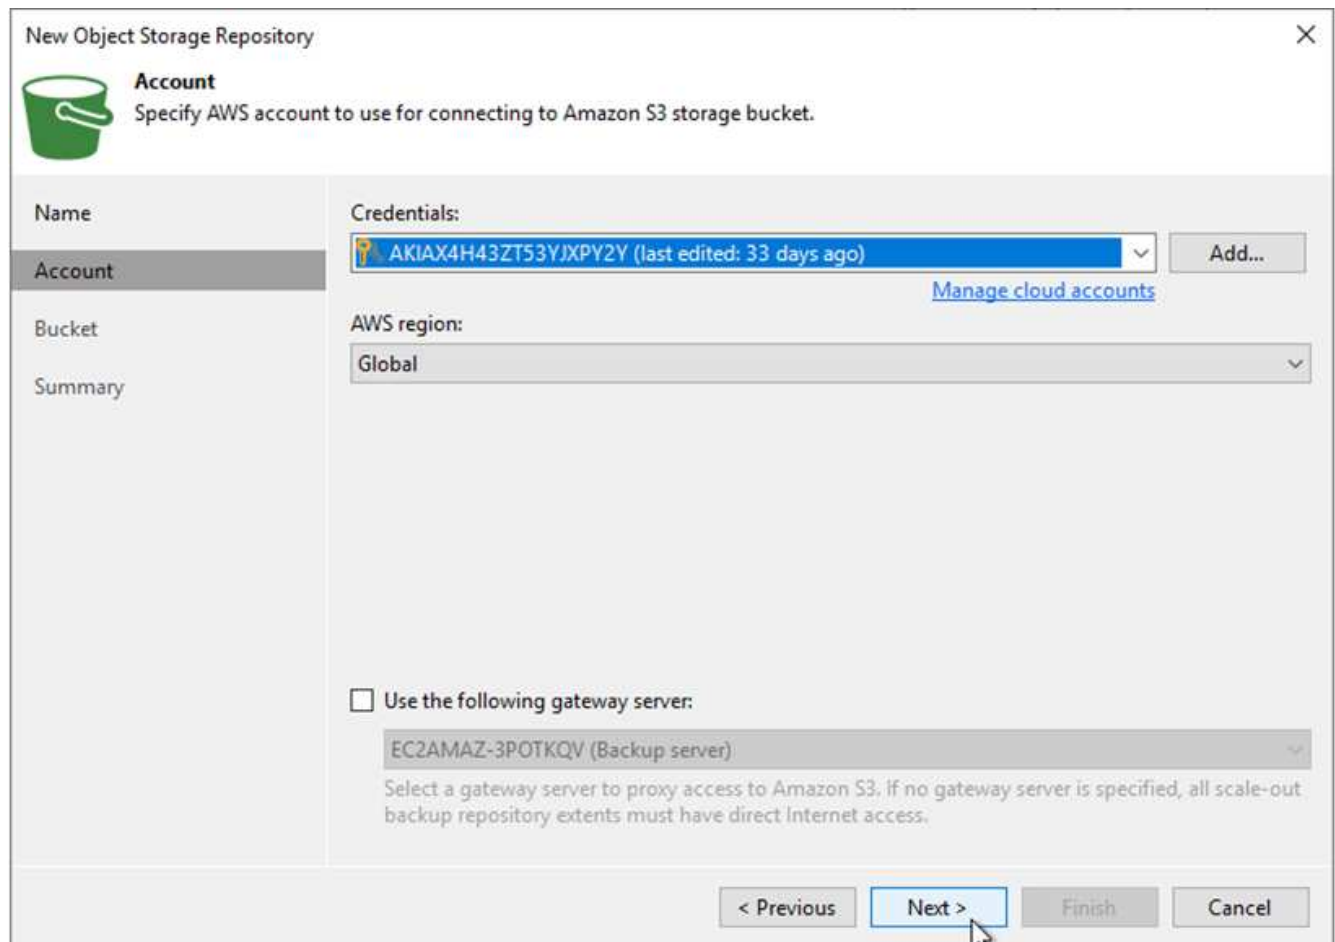 New Object Storage Repository
Account
Specify AWS account to use for connecting to Amazon S3 storage bucket.
Name
Account
Bucket
Summary
Credentials:
AKIAX4H43ZT53YJXPY2Y (last edited: 33 days ago)
Add...
Manage cloud accounts
AWS region:
Global
Use the following gateway server:
EC2AMAZ-3POTKQV (Backup server)
Select a gateway server to proxy access to Amazon S3. If no gateway server is specified, all scale-out
backup repository extents must have direct Internet access.
< Previous
Next >
Finish
Cancel